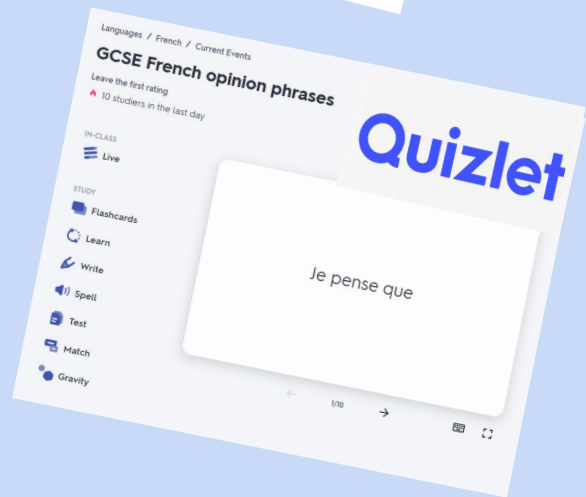 Languages / French / Current Events
GCSE French opinion phrases
Leave the first rating
10 studiers in the last day
Quizlet
IN-CLASS
Live
STUDY
Flashcards
Learn
Write
Spell
Test
Match
Gravity
Je pense que
1/10